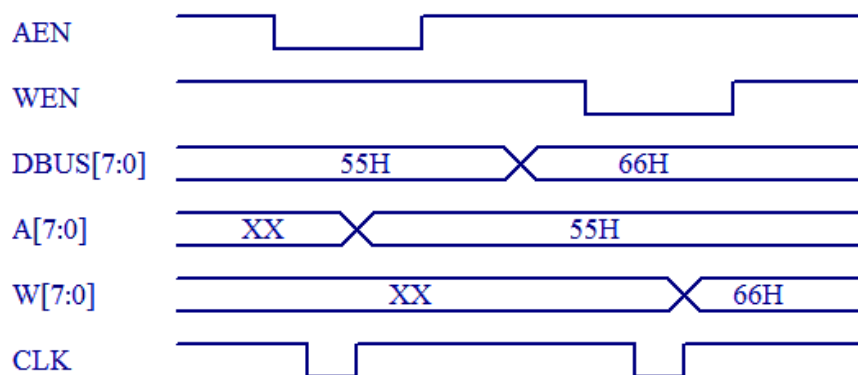 AEN
WEN
DBUS[7:0] 55H 66H
A[7:0] XX 55H
W[7:0] XX 66H
CLK